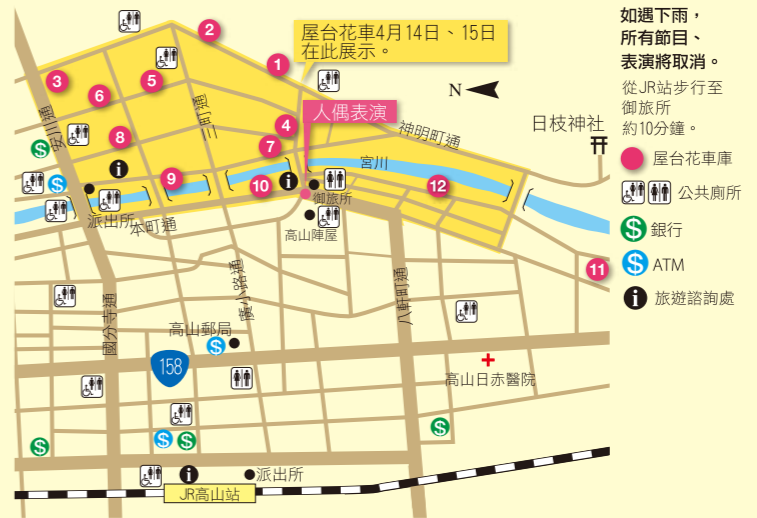 屋台花車4月14日、15日
在此展示。
2
1
3
5
6
安川通
三町通
N
人偶表演
4
神明町通
7
8
日枝神社
宮川
9
10
12
御旅所
派出所
本町通
高山陣屋
11
國分寺通
廣小路通
八軒町通
高山郵局
158
高山日赤醫院
派出所
JR高山站
如遇下雨，
所有節目、
表演將取消。
從JR站步行至
御旅所
約10分鐘。
屋台花車庫
公共廁所
銀行
ATM
旅遊諮詢處